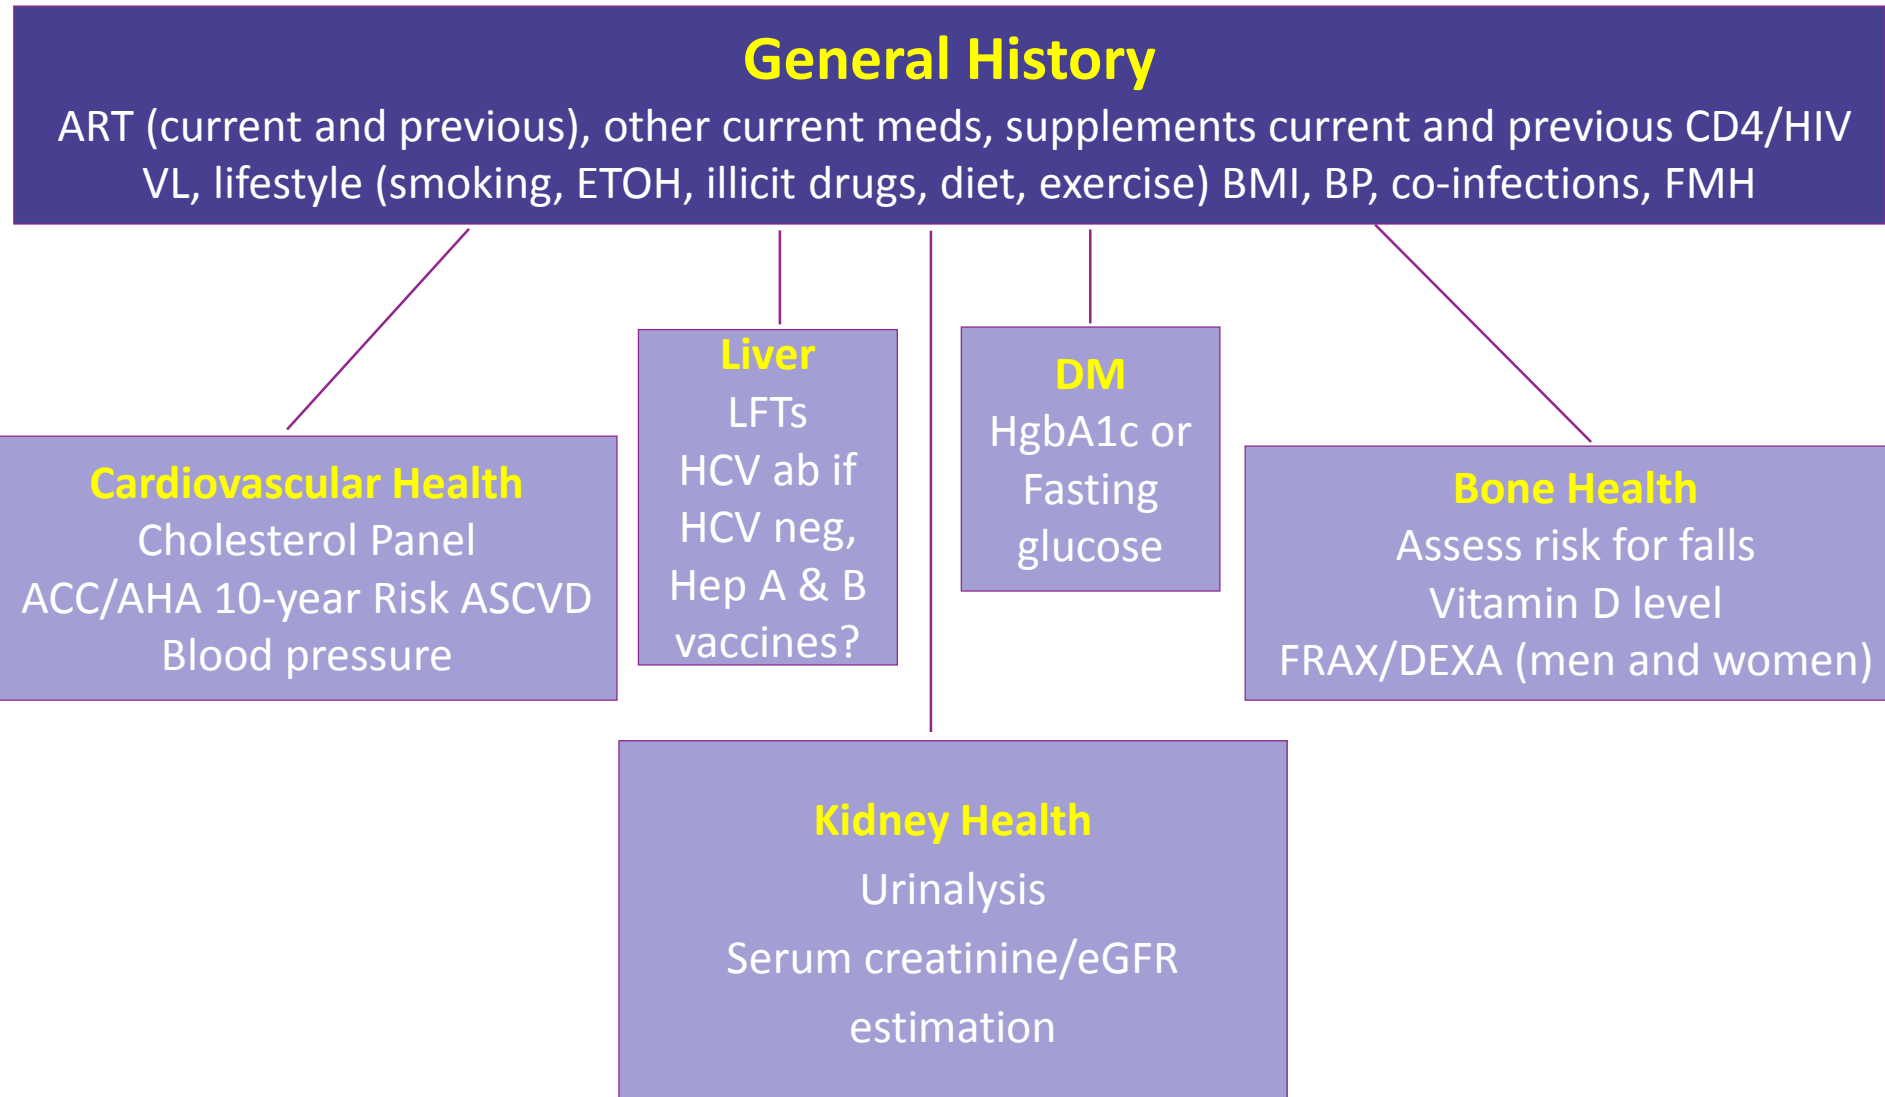 General History
ART (current and previous), other current meds, supplements current and previous CD4/HIV
VL, lifestyle (smoking, ETOH, illicit drugs, diet, exercise) BMI, BP, co-infections, FMH
Cardiovascular Health
Cholesterol Panel
ACC/AHA 10-year Risk ASCVD
Blood pressure
Liver
LFTs
HCV ab if
HCV neg,
Hep A & B
vaccines?
DM
HgbA1c or
Fasting
glucose
Bone Health
Assess risk for falls
Vitamin D level
FRAX/DEXA (men and women)
Kidney Health
Urinalysis
Serum creatinine/eGFR
estimation